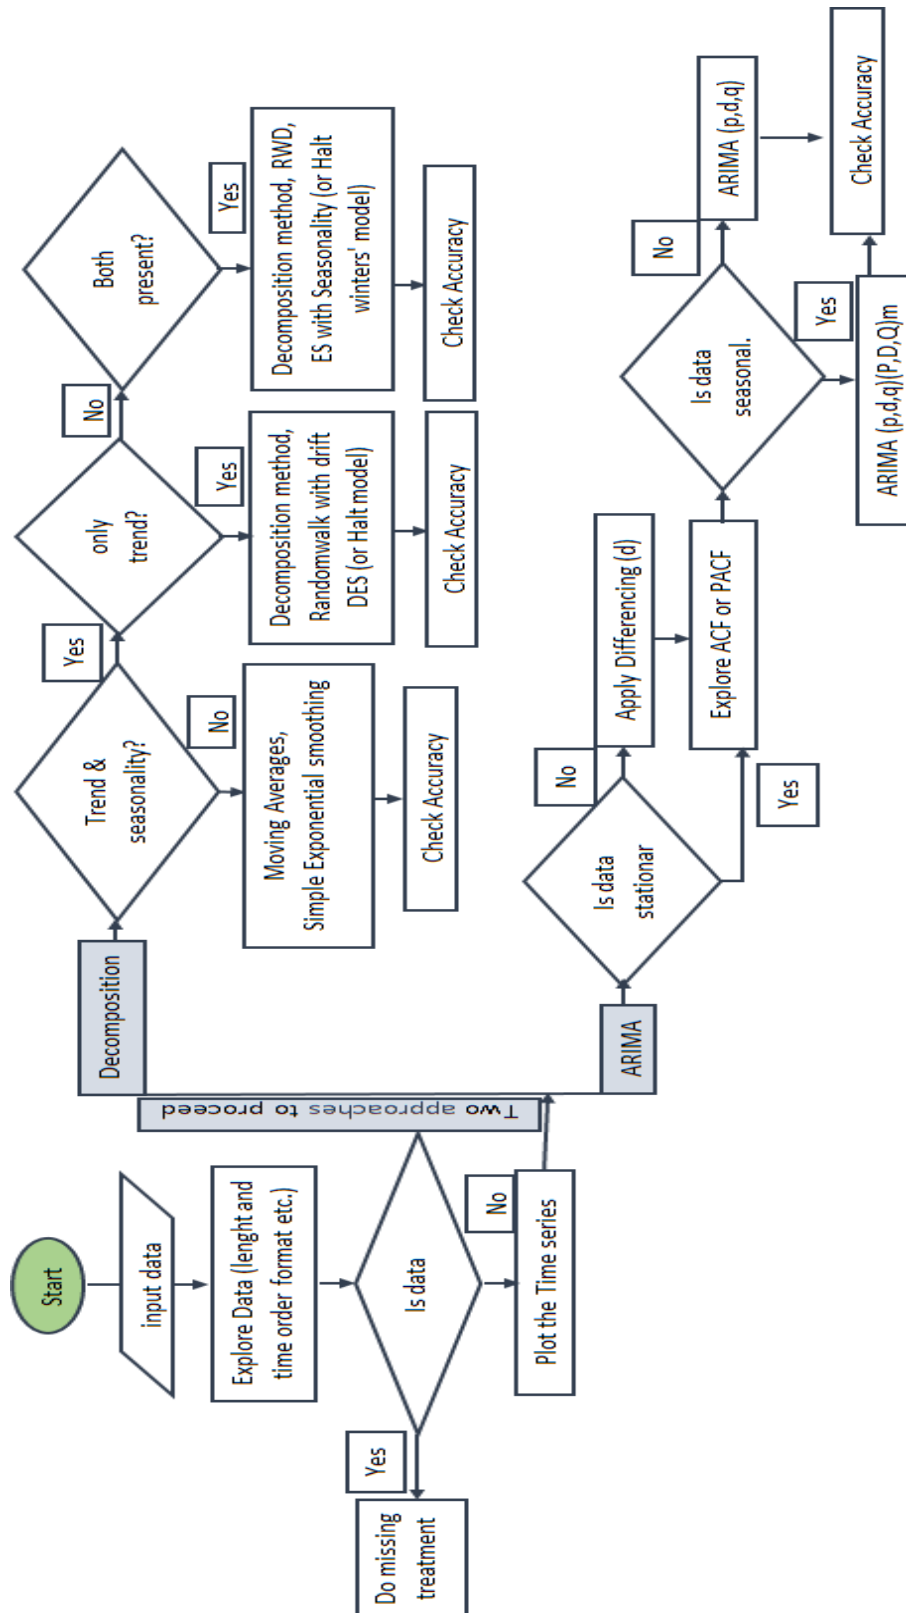 Start
input data
Explore Data (lenght and
time order format etc.)
Is data
Yes
Do missing
treatment
No
Plot the Time series
Two approaches to proceed
Decomposition
Trend &
seasonality?
Yes
No
Moving Averages,
Simple Exponential smoothing
Check Accuracy
only
trend?
No
Yes
Decomposition method,
Randomwalk with drift
DES (or Halt model)
Check Accuracy
Both
present?
Yes
Decomposition method, RWD,
ES with Seasonality (or Halt
winters' model)
Check Accuracy
ARIMA
Is data
stationar
No
Apply Differencing (d)
Yes
Explore ACF or PACF
Is data
seasonal.
No
ARIMA (p,d,q)
Yes
ARIMA (p,d,q)(P,D,Q)m
Check Accuracy